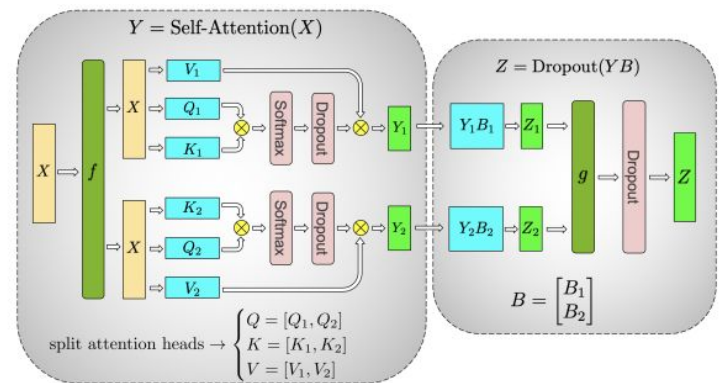 Y = Self-Attention(X)
X
f
X
V₁
Q₁
K₁
Softmax
Dropout
Y₁
X
K₂
Q₂
V₂
Softmax
Dropout
Y₂
split attention heads → { Q = [Q₁, Q₂]
K = [K₁, K₂]
V = [V₁, V₂]
Z = Dropout(YB)
Y₁B₁
Z₁
Y₂B₂
Z₂
g
Dropout
Z
B = [B₁
B₂]